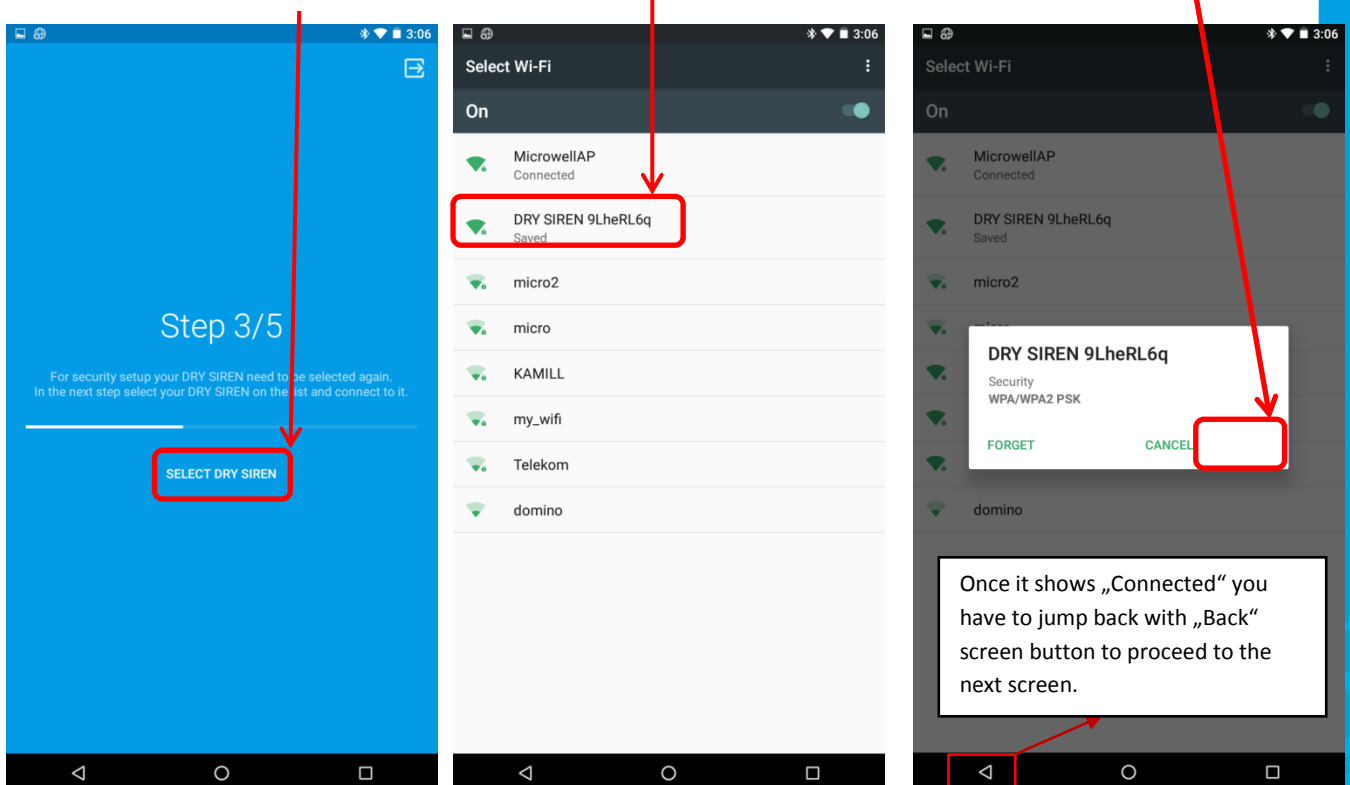 3:06
Step 3/5
For security setup your DRY SIREN need to be selected again.
In the next step select your DRY SIREN on the list and connect to it.
SELECT DRY SIREN
3:06
Select Wi-Fi
On
MicrowellAP
Connected
DRY SIREN 9LheRL6q
Saved
micro2
micro
KAMILL
my_wifi
Telekom
domino
3:06
Select Wi-Fi
On
MicrowellAP
Connected
DRY SIREN 9LheRL6q
Saved
micro2
DRY SIREN 9LheRL6q
Security
WPA/WPA2 PSK
FORGET
CANCEL
domino
Once it shows „Connected“ you
have to jump back with „Back“
screen button to proceed to the
next screen.